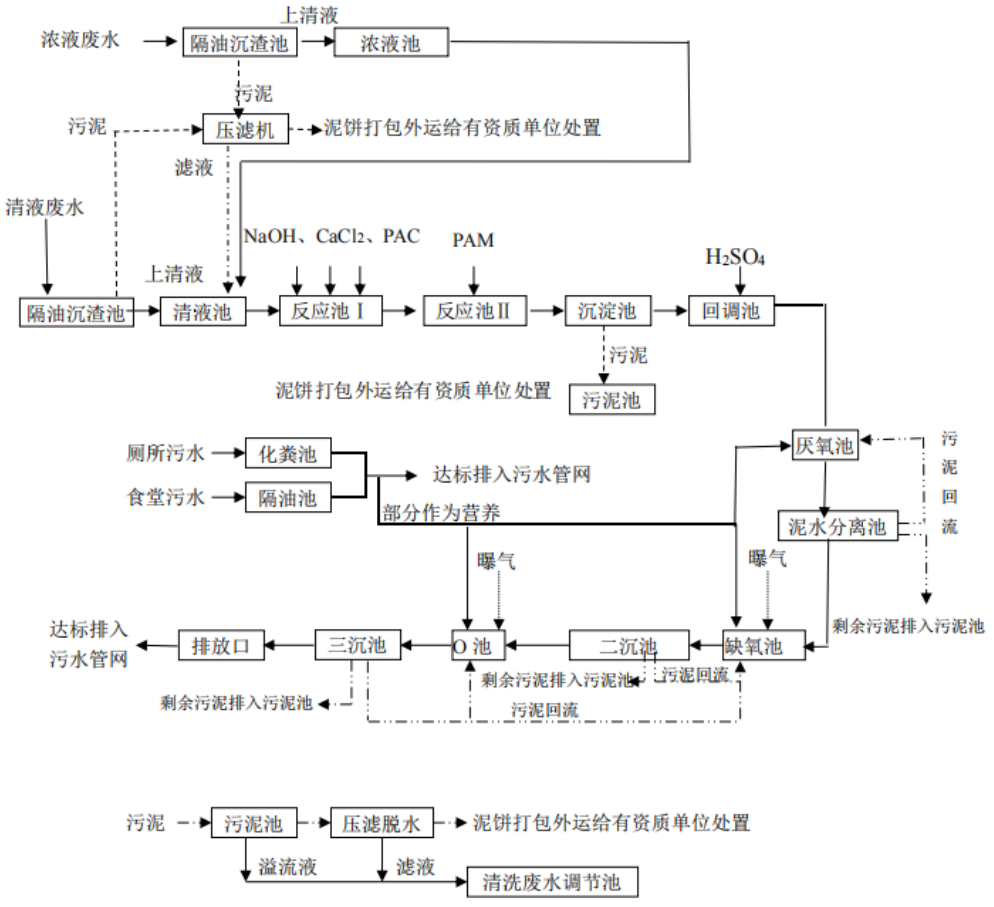 上清液
浓液废水
隔油沉渣池
浓液池
污泥
污泥
压滤机
泥饼打包外运给有资质单位处置
滤液
清液废水
NaOH、CaCl2、PAC
PAM
H2SO4
上清液
隔油沉渣池
清液池
反应池Ⅰ
反应池Ⅱ
沉淀池
回调池
污泥
泥饼打包外运给有资质单位处置
污泥池
厕所污水
化粪池
达标排入污水管网
厌氧池
污泥回流
食堂污水
隔油池
部分作为营养
泥水分离池
曝气
曝气
剩余污泥排入污泥池
达标排入
污水管网
排放口
三沉池
O 池
二沉池
缺氧池
剩余污泥排入污泥池
污泥回流
剩余污泥排入污泥池
污泥回流
污泥
污泥池
压滤脱水
泥饼打包外运给有资质单位处置
溢流液
滤液
清洗废水调节池